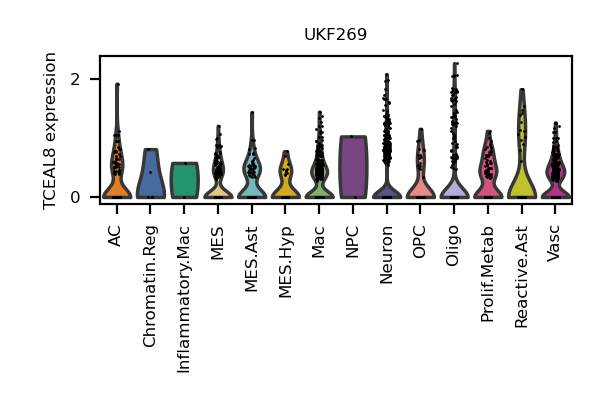 UKF269
TCEAL8 expression
2
0
AC
Chromatin.Reg
Inflammatory.Mac
MES
MES.Ast
MES.Hyp
Mac
NPC
Neuron
OPC
Oligo
Prolif.Metab
Reactive.Ast
Vasc